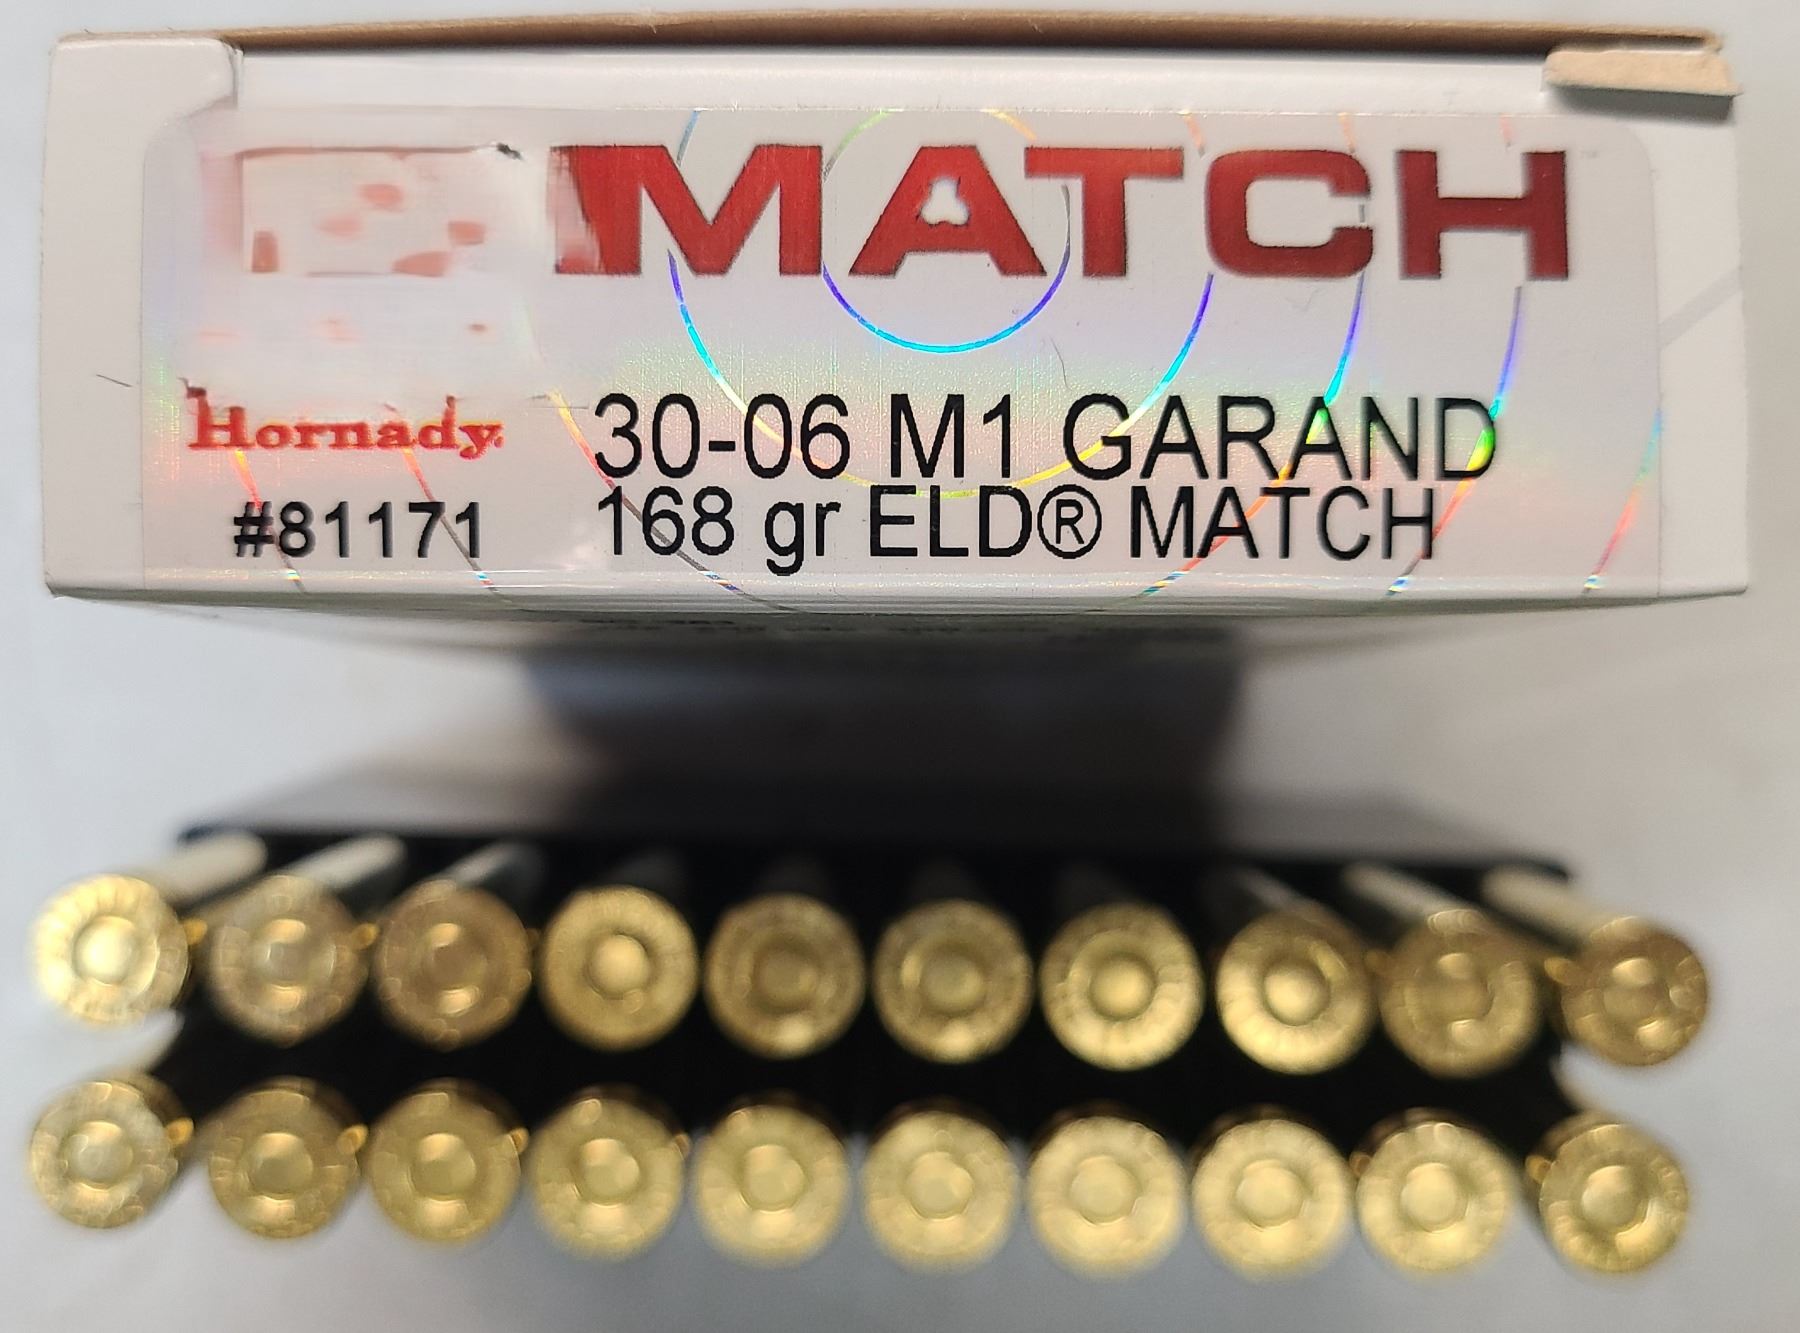 MATCH
Hornady
30-06 M1 GARAND
#81171
168 gr ELD® MATCH